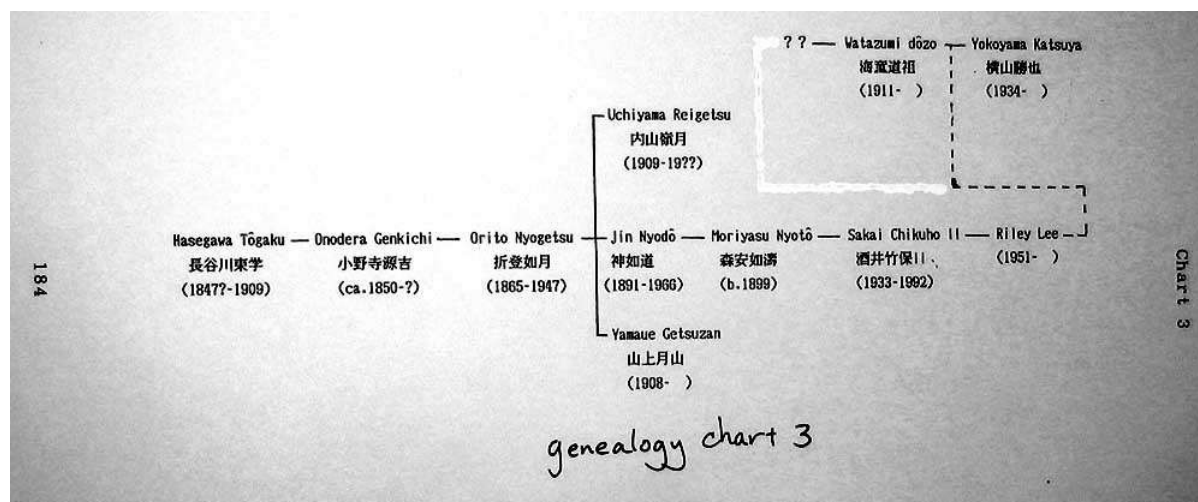 ? ? — Watazumi dôzo — Yokoyama Katsuya
海童道祖 横山勝也
(1911- ) (1934- )
Uchiyama Reigetsu
内山嶺月
(1909-19??)
Hasegawa Tôgaku — Onodera Genkichi — Orito Nyogetsu — Jin Nyodô — Moriyasu Nyotô — Sakai Chikuho II — Riley Lee
長谷川東学 小野寺源吉 折登如月 神如道 森安如濤 酒井竹保II
(1847?-1909) (ca.1850-?) (1865-1947) (1891-1966) (b.1899) (1933-1992) (1951- )
Yamaue Getsuzan
山上月山
(1908- )
184
Chart 3
genealogy chart 3